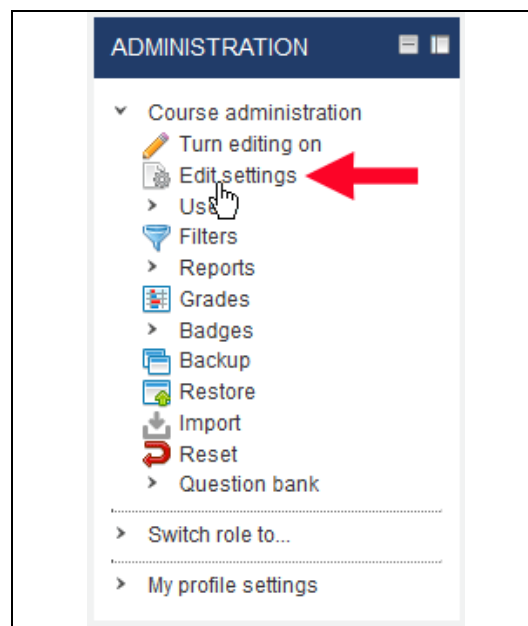 ADMINISTRATION
Course administration
Turn editing on
Edit settings
Filters
Reports
Grades
Badges
Backup
Restore
Import
Reset
Question bank
Switch role to...
My profile settings